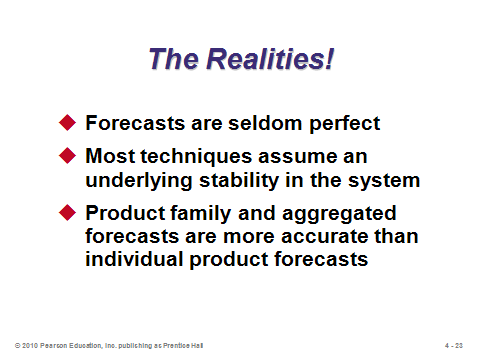 The Realities!
Forecasts are seldom perfect
Most techniques assume an
underlying stability in the system
Product family and aggregated
forecasts are more accurate than
individual product forecasts
© 2010 Pearson Education, Inc. publishing as Prentice Hall
4 - 23